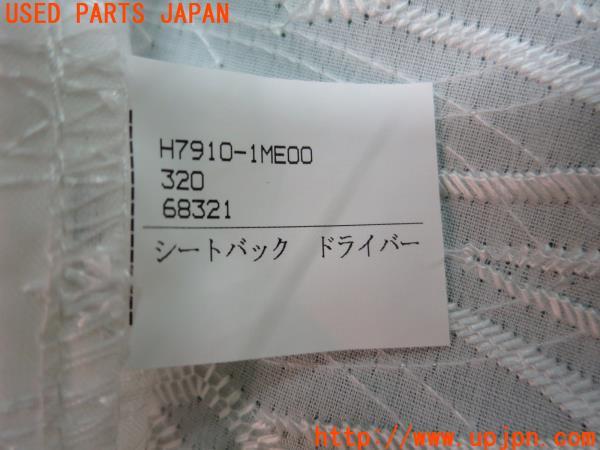 USED PARTS JAPAN
H7910-1ME00
320
68321
シートバック　ドライバー
http://www.upjpn.com